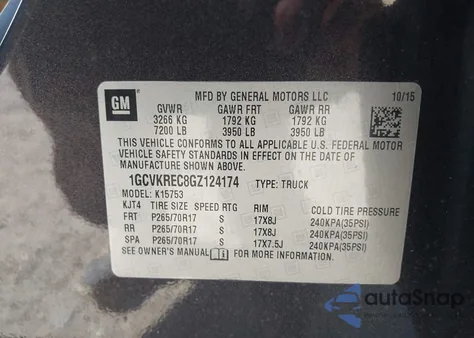 GM
MFD BY GENERAL MOTORS LLC
10/15
GVWR GAWR FRT GAWR RR
3266 KG 1792 KG 1792 KG
7200 LB 3950 LB 3950 LB
THIS VEHICLE CONFORMS TO ALL APPLICABLE U.S. FEDERAL MOTOR
VEHICLE SAFETY STANDARDS IN EFFECT ON THE DATE OF
MANUFACTURE SHOWN ABOVE.
1GCVKREC8GZ124174 TYPE: TRUCK
MODEL: K15753
KJT4 TIRE SIZE SPEED RTG RIM COLD TIRE PRESSURE
FRT P265/70R17 S 17X8J 240KPA(35PSI)
RR P265/70R17 S 17X8J 240KPA(35PSI)
SPA P265/70R17 S 17X7.5J 240KPA(35PSI)
SEE OWNER'S MANUAL FOR MORE INFORMATION.
autoSnap